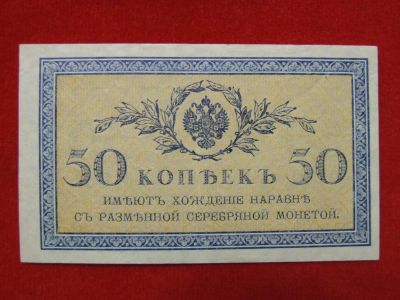 50 КОПѢЕКЪ 50
ИМѢЮТЪ ХОЖДЕНІЕ НАРАВНѢ
СЪ РАЗМѢННОЙ СЕРЕБРЯНОЙ МОНЕТОЙ.